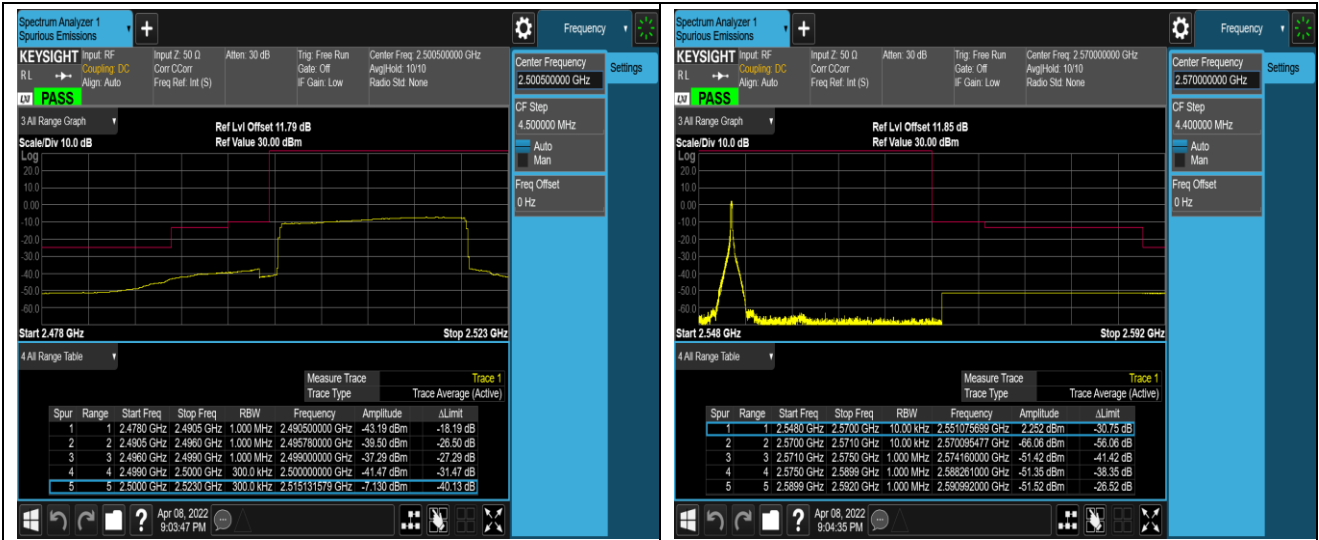 Spectrum Analyzer 1
Spurious Emissions
+
Frequency
KEYSIGHT Input: RF Input Z: 50 Ω Atten: 30 dB Trig: Free Run Center Freq: 2.500500000 GHz
Coupling: DC Corr CCorr Gate: Off Avg|Hold: 10/10
R L Align: Auto Freq Ref: Int (S) IF Gain: Low Radio Std: None
LXI PASS
3 All Range Graph
Ref Lvl Offset 11.79 dB
Scale/Div 10.0 dB Ref Value 30.00 dBm
Log
20.0
10.0
0.00
-10.0
-20.0
-30.0
-40.0
-50.0
-60.0
Start 2.478 GHz Stop 2.523 GHz
4 All Range Table
Measure Trace Trace 1
Trace Type Trace Average (Active)
Spur Range Start Freq Stop Freq RBW Frequency Amplitude ΔLimit
1 1 2.4780 GHz 2.4905 GHz 1.000 MHz 2.490500000 GHz -43.19 dBm -18.19 dB
2 2 2.4905 GHz 2.4960 GHz 1.000 MHz 2.495780000 GHz -39.50 dBm -26.50 dB
3 3 2.4960 GHz 2.4990 GHz 1.000 MHz 2.499000000 GHz -37.29 dBm -27.29 dB
4 4 2.4990 GHz 2.5000 GHz 300.0 kHz 2.500000000 GHz -41.47 dBm -31.47 dB
5 5 2.5000 GHz 2.5230 GHz 300.0 kHz 2.515131579 GHz -7.130 dBm -40.13 dB
Center Frequency
2.500500000 GHz
Settings
CF Step
4.500000 MHz
Auto
Man
Freq Offset
0 Hz
?
Apr 08, 2022
9:03:47 PM
Spectrum Analyzer 1
Spurious Emissions
+
Frequency
KEYSIGHT Input: RF Input Z: 50 Ω Atten: 30 dB Trig: Free Run Center Freq: 2.570000000 GHz
Coupling: DC Corr CCorr Gate: Off Avg|Hold: 10/10
R L Align: Auto Freq Ref: Int (S) IF Gain: Low Radio Std: None
LXI PASS
3 All Range Graph
Ref Lvl Offset 11.85 dB
Scale/Div 10.0 dB Ref Value 30.00 dBm
Log
20.0
10.0
0.00
-10.0
-20.0
-30.0
-40.0
-50.0
-60.0
Start 2.548 GHz Stop 2.592 GHz
4 All Range Table
Measure Trace Trace 1
Trace Type Trace Average (Active)
Spur Range Start Freq Stop Freq RBW Frequency Amplitude ΔLimit
1 1 2.5480 GHz 2.5700 GHz 10.00 kHz 2.551075699 GHz 2.252 dBm -30.75 dB
2 2 2.5700 GHz 2.5710 GHz 10.00 kHz 2.570095477 GHz -66.06 dBm -56.06 dB
3 3 2.5710 GHz 2.5750 GHz 1.000 MHz 2.574160000 GHz -51.42 dBm -41.42 dB
4 4 2.5750 GHz 2.5899 GHz 1.000 MHz 2.588261000 GHz -51.35 dBm -38.35 dB
5 5 2.5899 GHz 2.5920 GHz 1.000 MHz 2.590992000 GHz -51.52 dBm -26.52 dB
Center Frequency
2.570000000 GHz
Settings
CF Step
4.400000 MHz
Auto
Man
Freq Offset
0 Hz
?
Apr 08, 2022
9:04:35 PM